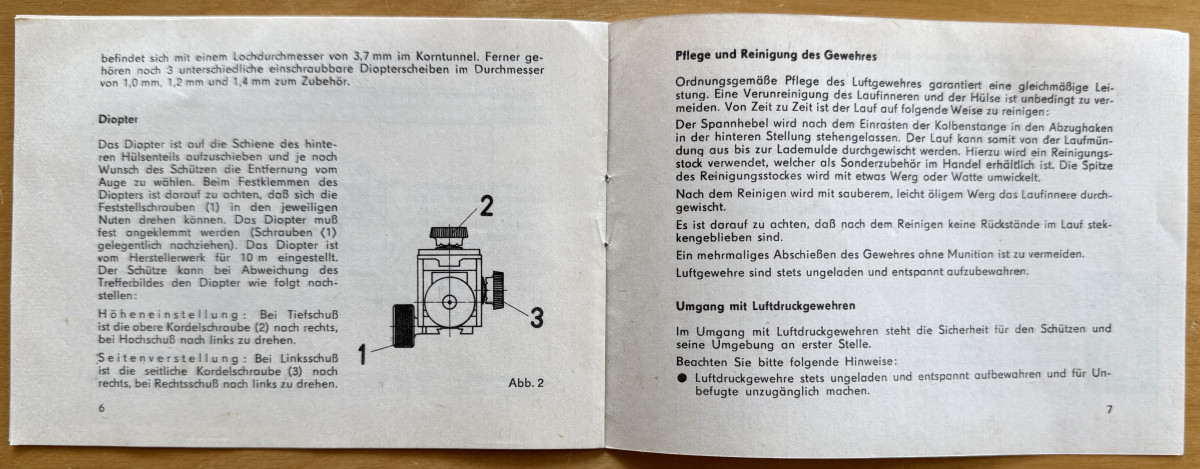 befindet sich mit einem Lochdurchmesser von 3,7 mm im Korntunnel. Ferner ge-
hören noch 3 unterschiedliche einschraubbare Diopterscheiben im Durchmesser
von 1,0 mm, 1,2 mm und 1,4 mm zum Zubehör.
Diopter
Das Diopter ist auf die Schiene des hinte-
ren Hülsenteils aufzuschieben und je nach
Wunsch des Schützen die Entfernung vom
Auge zu wählen. Beim Festklemmen des
Diopters ist darauf zu achten, daß sich die
Feststellschrauben (1) in den jeweiligen
Nuten drehen können. Das Diopter muß
fest angeklemmt werden (Schrauben (1)
gelegentlich nachziehen). Das Diopter ist
vom Herstellerwerk für 10 m eingestellt.
Der Schütze kann bei Abweichung des
Trefferbildes den Diopter wie folgt nach-
stellen:
Höheneinstellung: Bei Tiefschuß
ist die obere Kordelschraube (2) nach rechts,
bei Hochschuß nach links zu drehen.
Seitenverstellung: Bei Linksschuß
ist die seitliche Kordelschraube (3) nach
rechts, bei Rechtsschuß nach links zu drehen.
2
3
1
Abb. 2
6
Pflege und Reinigung des Gewehres
Ordnungsgemäße Pflege des Luftgewehres garantiert eine gleichmäßige Lei-
stung. Eine Verunreinigung des Laufinneren und der Hülse ist unbedingt zu ver-
meiden. Von Zeit zu Zeit ist der Lauf auf folgende Weise zu reinigen:
Der Spannhebel wird nach dem Einrasten der Kolbenstange in den Abzughaken
in der hinteren Stellung stehengelassen. Der Lauf kann somit von der Laufmün-
dung aus bis zur Lademulde durchgewischt werden. Hierzu wird ein Reinigungs-
stock verwendet, welcher als Sonderzubehör im Handel erhältlich ist. Die Spitze
des Reinigungsstockes wird mit etwas Werg oder Watte umwickelt.
Nach dem Reinigen wird mit sauberem, leicht öligem Werg das Laufinnere durch-
gewischt.
Es ist darauf zu achten, daß nach dem Reinigen keine Rückstände im Lauf stek-
kengeblieben sind.
Ein mehrmaliges Abschießen des Gewehres ohne Munition ist zu vermeiden.
Luftgewehre sind stets ungeladen und entspannt aufzubewahren.
Umgang mit Luftdruckgewehren
Im Umgang mit Luftdruckgewehren steht die Sicherheit für den Schützen und
seine Umgebung an erster Stelle.
Beachten Sie bitte folgende Hinweise:
● Luftdruckgewehre stets ungeladen und entspannt aufbewahren und für Un-
befugte unzugänglich machen.
7